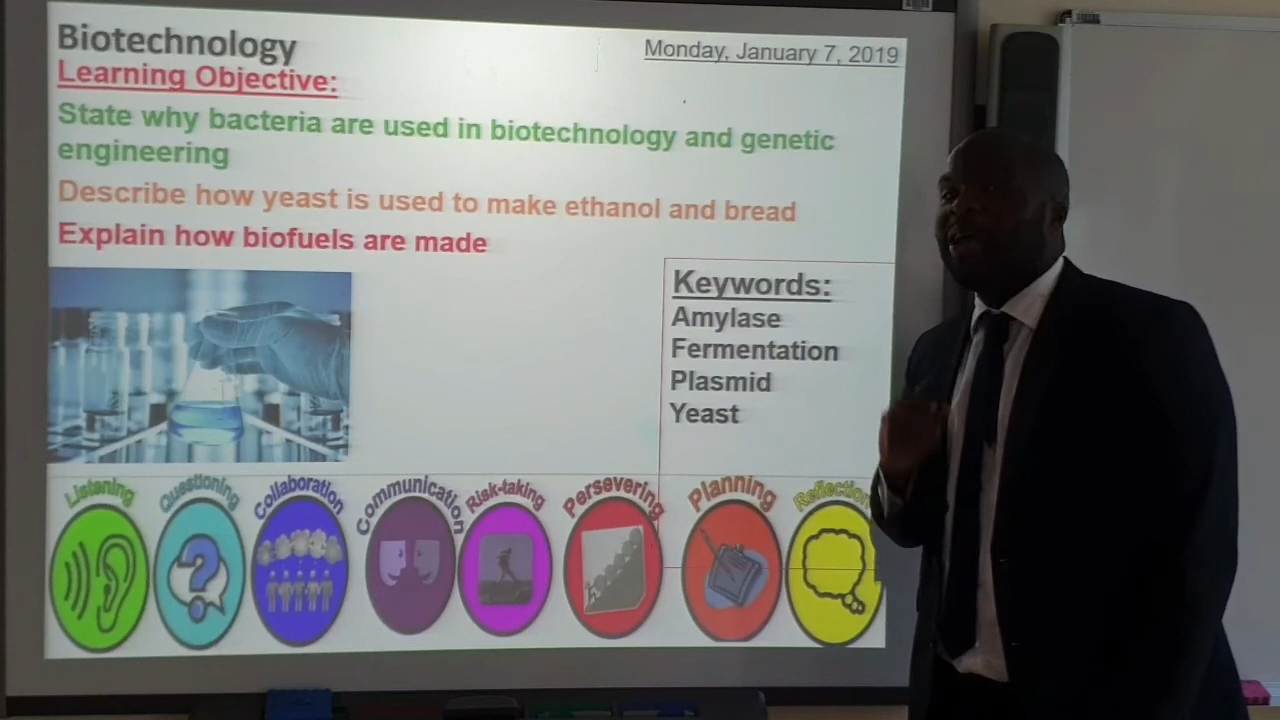 Biotechnology
Monday, January 7, 2019
Learning Objective:
State why bacteria are used in biotechnology and genetic
engineering
Describe how yeast is used to make ethanol and bread
Explain how biofuels are made
Keywords:
Amylase
Fermentation
Plasmid
Yeast
Listening
Questioning
Collaboration
Communication
Risk-taking
Persevering
Planning
Reflection